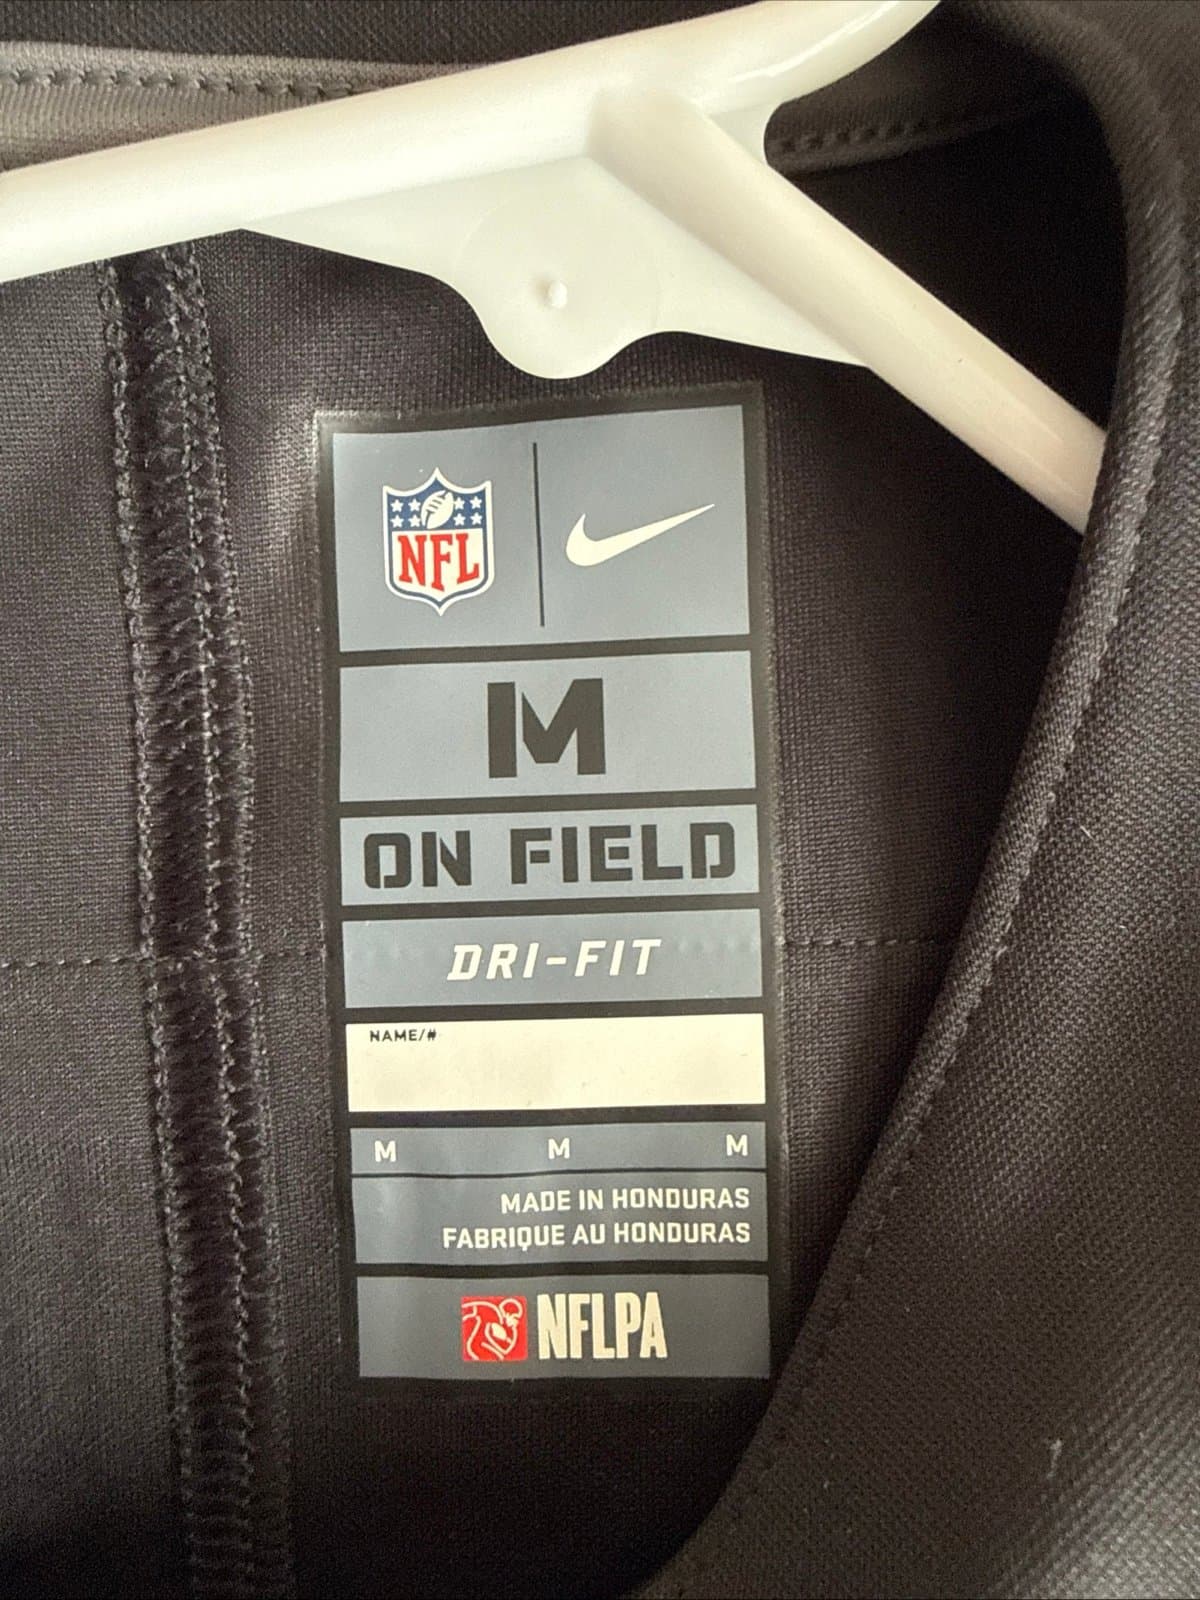 NFL
M
ON FIELD
DRI-FIT
NAME/#
M M M
MADE IN HONDURAS
FABRIQUE AU HONDURAS
NFLPA